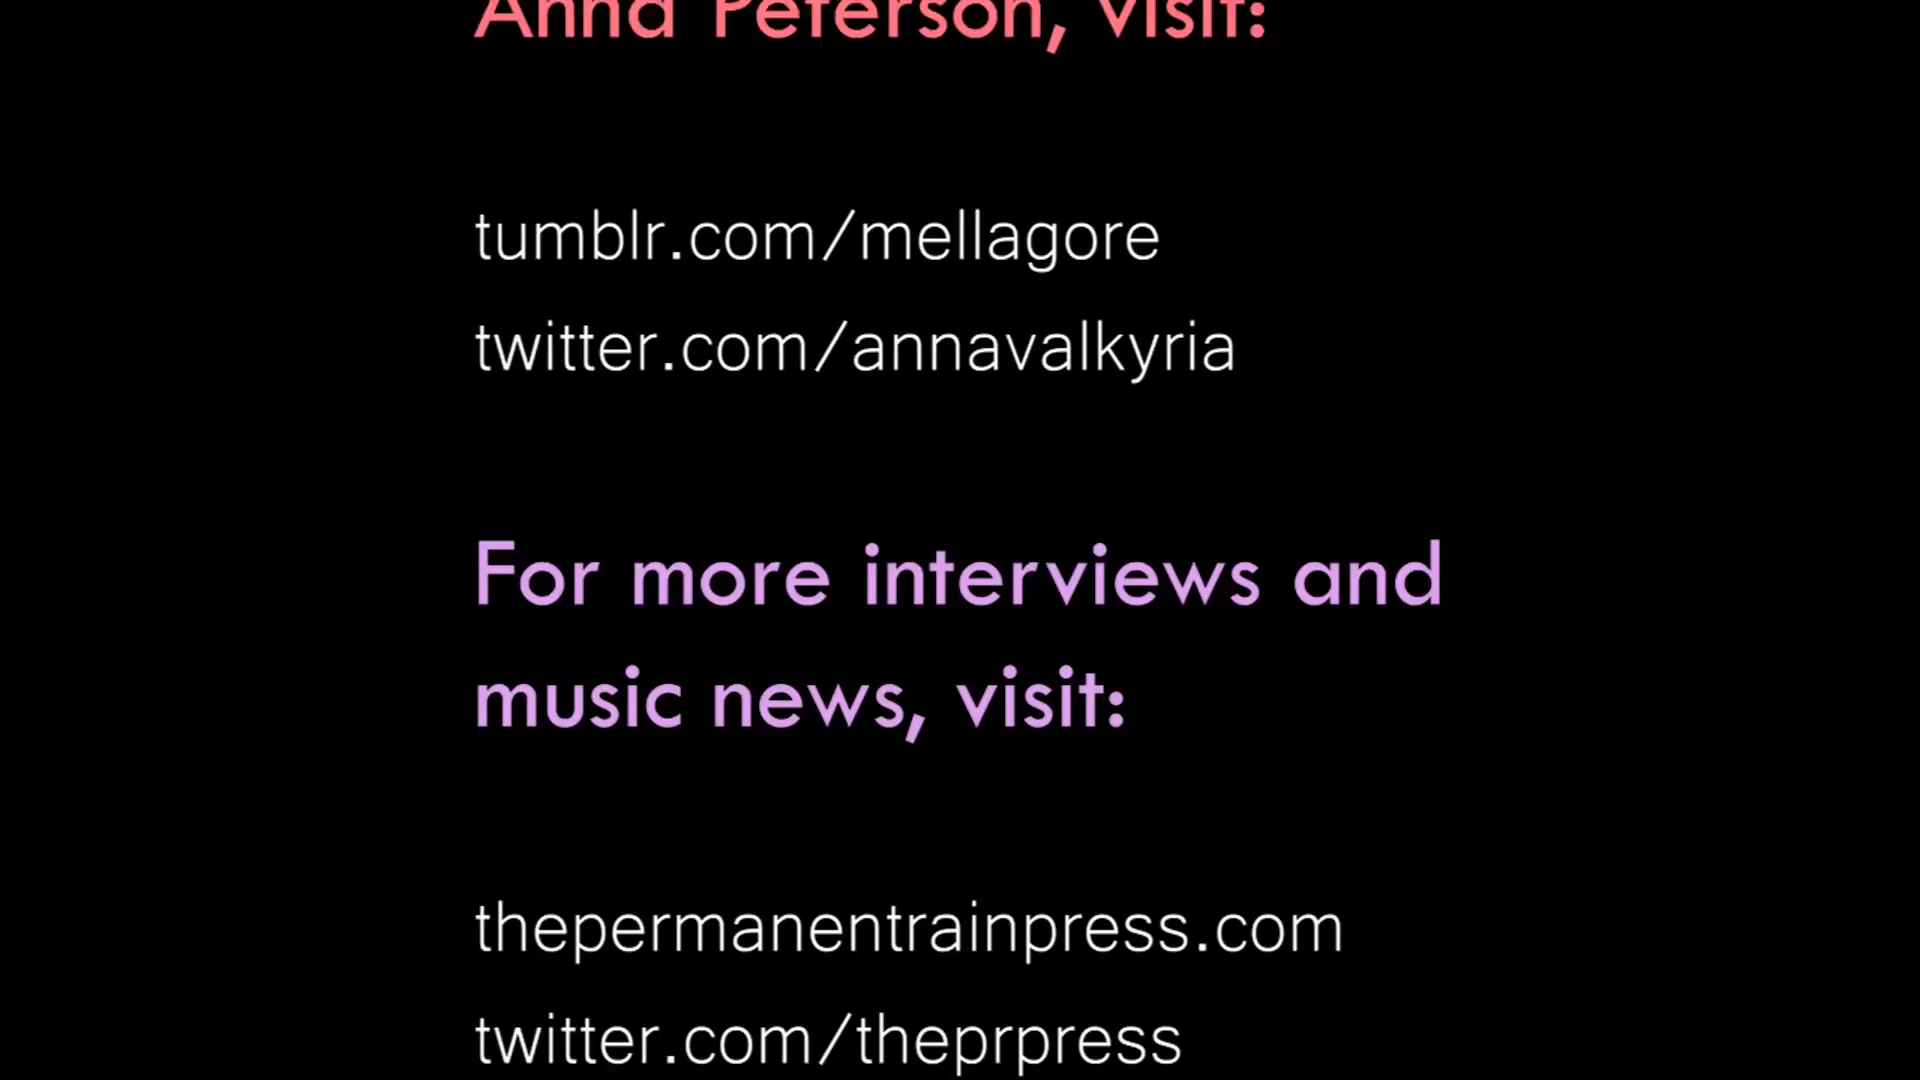 Anna Peterson, visit:
tumblr.com/mellagore
twitter.com/annavalkyria
For more interviews and
music news, visit:
thepermanentrainpress.com
twitter.com/theprpress